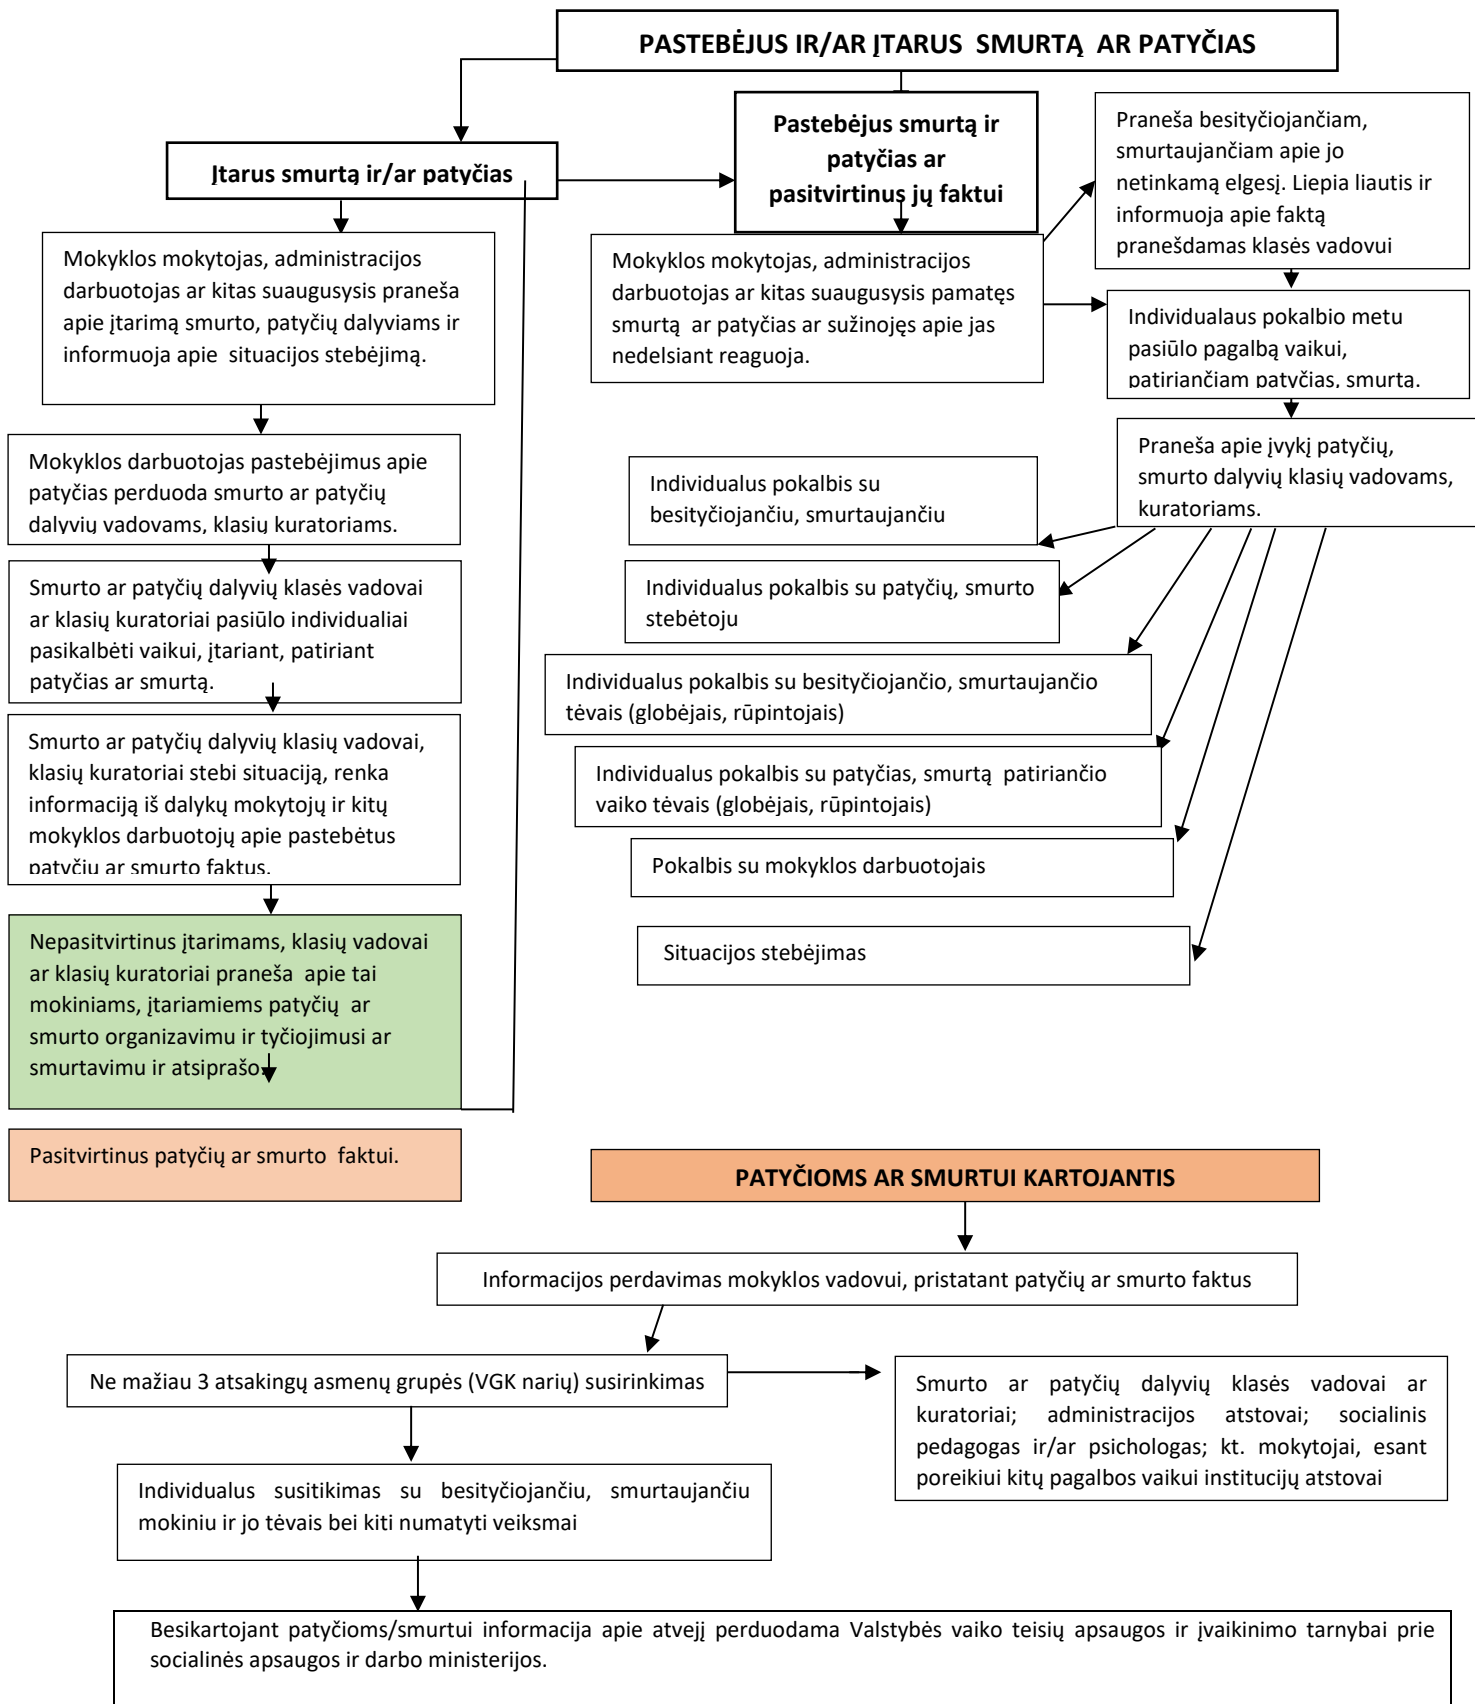 PASTEBĖJUS IR/AR ĮTARUS SMURTĄ AR PATYČIAS
Įtarus smurtą ir/ar patyčias
Mokyklos mokytojas, administracijos
darbuotojas ar kitas suaugusysis praneša
apie įtarimą smurto, patyčių dalyviams ir
informuoja apie situacijos stebėjimą.
Mokyklos darbuotojas pastebėjimus apie
patyčias perduoda smurto ar patyčių
dalyvių vadovams, klasių kuratoriams.
Smurto ar patyčių dalyvių klasės vadovai
ar klasių kuratoriai pasiūlo individualiai
pasikalbėti vaikui, įtariant, patiriant
patyčias ar smurtą.
Smurto ar patyčių dalyvių klasių vadovai,
klasių kuratoriai stebi situaciją, renka
informaciją iš dalykų mokytojų ir kitų
mokyklos darbuotojų apie pastebėtus
patyčių ar smurto faktus.
Nepasitvirtinus įtarimams, klasių vadovai
ar klasių kuratoriai praneša apie tai
mokiniams, įtariamiems patyčių ar
smurto organizavimu ir tyčiojimusi ar
smurtavimu ir atsiprašo.
Pasitvirtinus patyčių ar smurto faktui.
Pastebėjus smurtą ir
patyčias ar
pasitvirtinus jų faktui
Mokyklos mokytojas, administracijos
darbuotojas ar kitas suaugusysis pamatęs
smurtą ar patyčias ar sužinojęs apie jas
nedelsiant reaguoja.
Praneša besityčiojančiam,
smurtaujančiam apie jo
netinkamą elgesį. Liepia liautis ir
informuoja apie faktą
pranešdamas klasės vadovui
Individualaus pokalbio metu
pasiūlo pagalbą vaikui,
patiriančiam patyčias, smurtą.
Praneša apie įvykį patyčių,
smurto dalyvių klasių vadovams,
kuratoriams.
Individualus pokalbis su
besityčiojančiu, smurtaujančiu
Individualus pokalbis su patyčių, smurto
stebėtoju
Individualus pokalbis su besityčiojančio, smurtaujančio
tėvais (globėjais, rūpintojais)
Individualus pokalbis su patyčias, smurtą patiriančio
vaiko tėvais (globėjais, rūpintojais)
Pokalbis su mokyklos darbuotojais
Situacijos stebėjimas
PATYČIOMS AR SMURTUI KARTOJANTIS
Informacijos perdavimas mokyklos vadovui, pristatant patyčių ar smurto faktus
Ne mažiau 3 atsakingų asmenų grupės (VGK narių) susirinkimas
Smurto ar patyčių dalyvių klasės vadovai ar
kuratoriai; administracijos atstovai; socialinis
pedagogas ir/ar psichologas; kt. mokytojai, esant
poreikiui kitų pagalbos vaikui institucijų atstovai
Individualus susitikimas su besityčiojančiu, smurtaujančiu
mokiniu ir jo tėvais bei kiti numatyti veiksmai
Besikartojant patyčioms/smurtui informacija apie atvejį perduodama Valstybės vaiko teisių apsaugos ir įvaikinimo tarnybai prie
socialinės apsaugos ir darbo ministerijos.